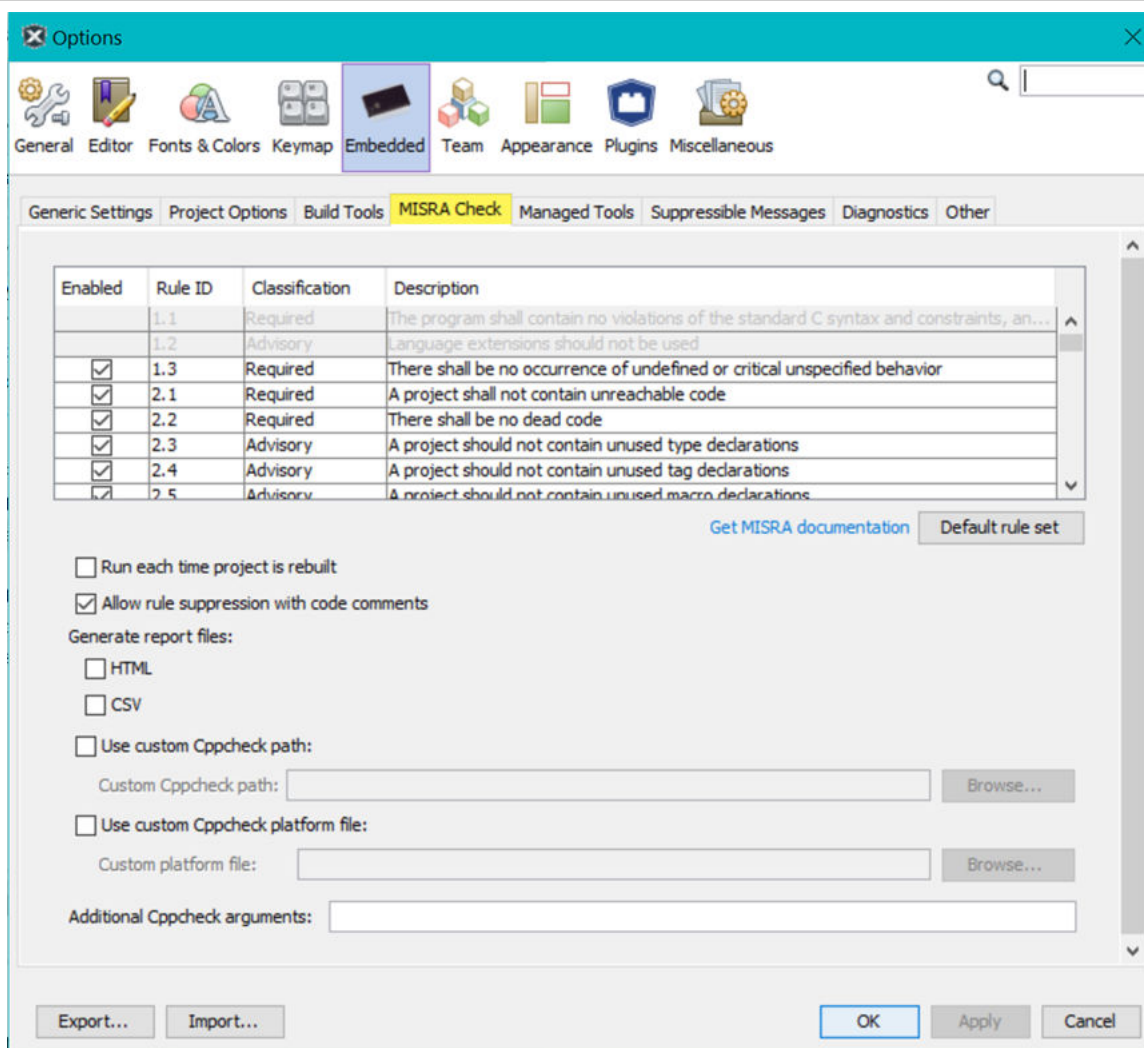 Options
General Editor Fonts & Colors Keymap Embedded Team Appearance Plugins Miscellaneous
Generic Settings Project Options Build Tools MISRA Check Managed Tools Suppressible Messages Diagnostics Other
Enabled Rule ID Classification Description
1.1 Required The program shall contain no violations of the standard C syntax and constraints, an...
1.2 Advisory Language extensions should not be used
1.3 Required There shall be no occurrence of undefined or critical unspecified behavior
2.1 Required A project shall not contain unreachable code
2.2 Required There shall be no dead code
2.3 Advisory A project should not contain unused type declarations
2.4 Advisory A project should not contain unused tag declarations
2.5 Advisory A project should not contain unused macro declarations
Get MISRA documentation Default rule set
Run each time project is rebuilt
Allow rule suppression with code comments
Generate report files:
HTML
CSV
Use custom Cppcheck path:
Custom Cppcheck path: Browse...
Use custom Cppcheck platform file:
Custom platform file: Browse...
Additional Cppcheck arguments:
Export... Import... OK Apply Cancel